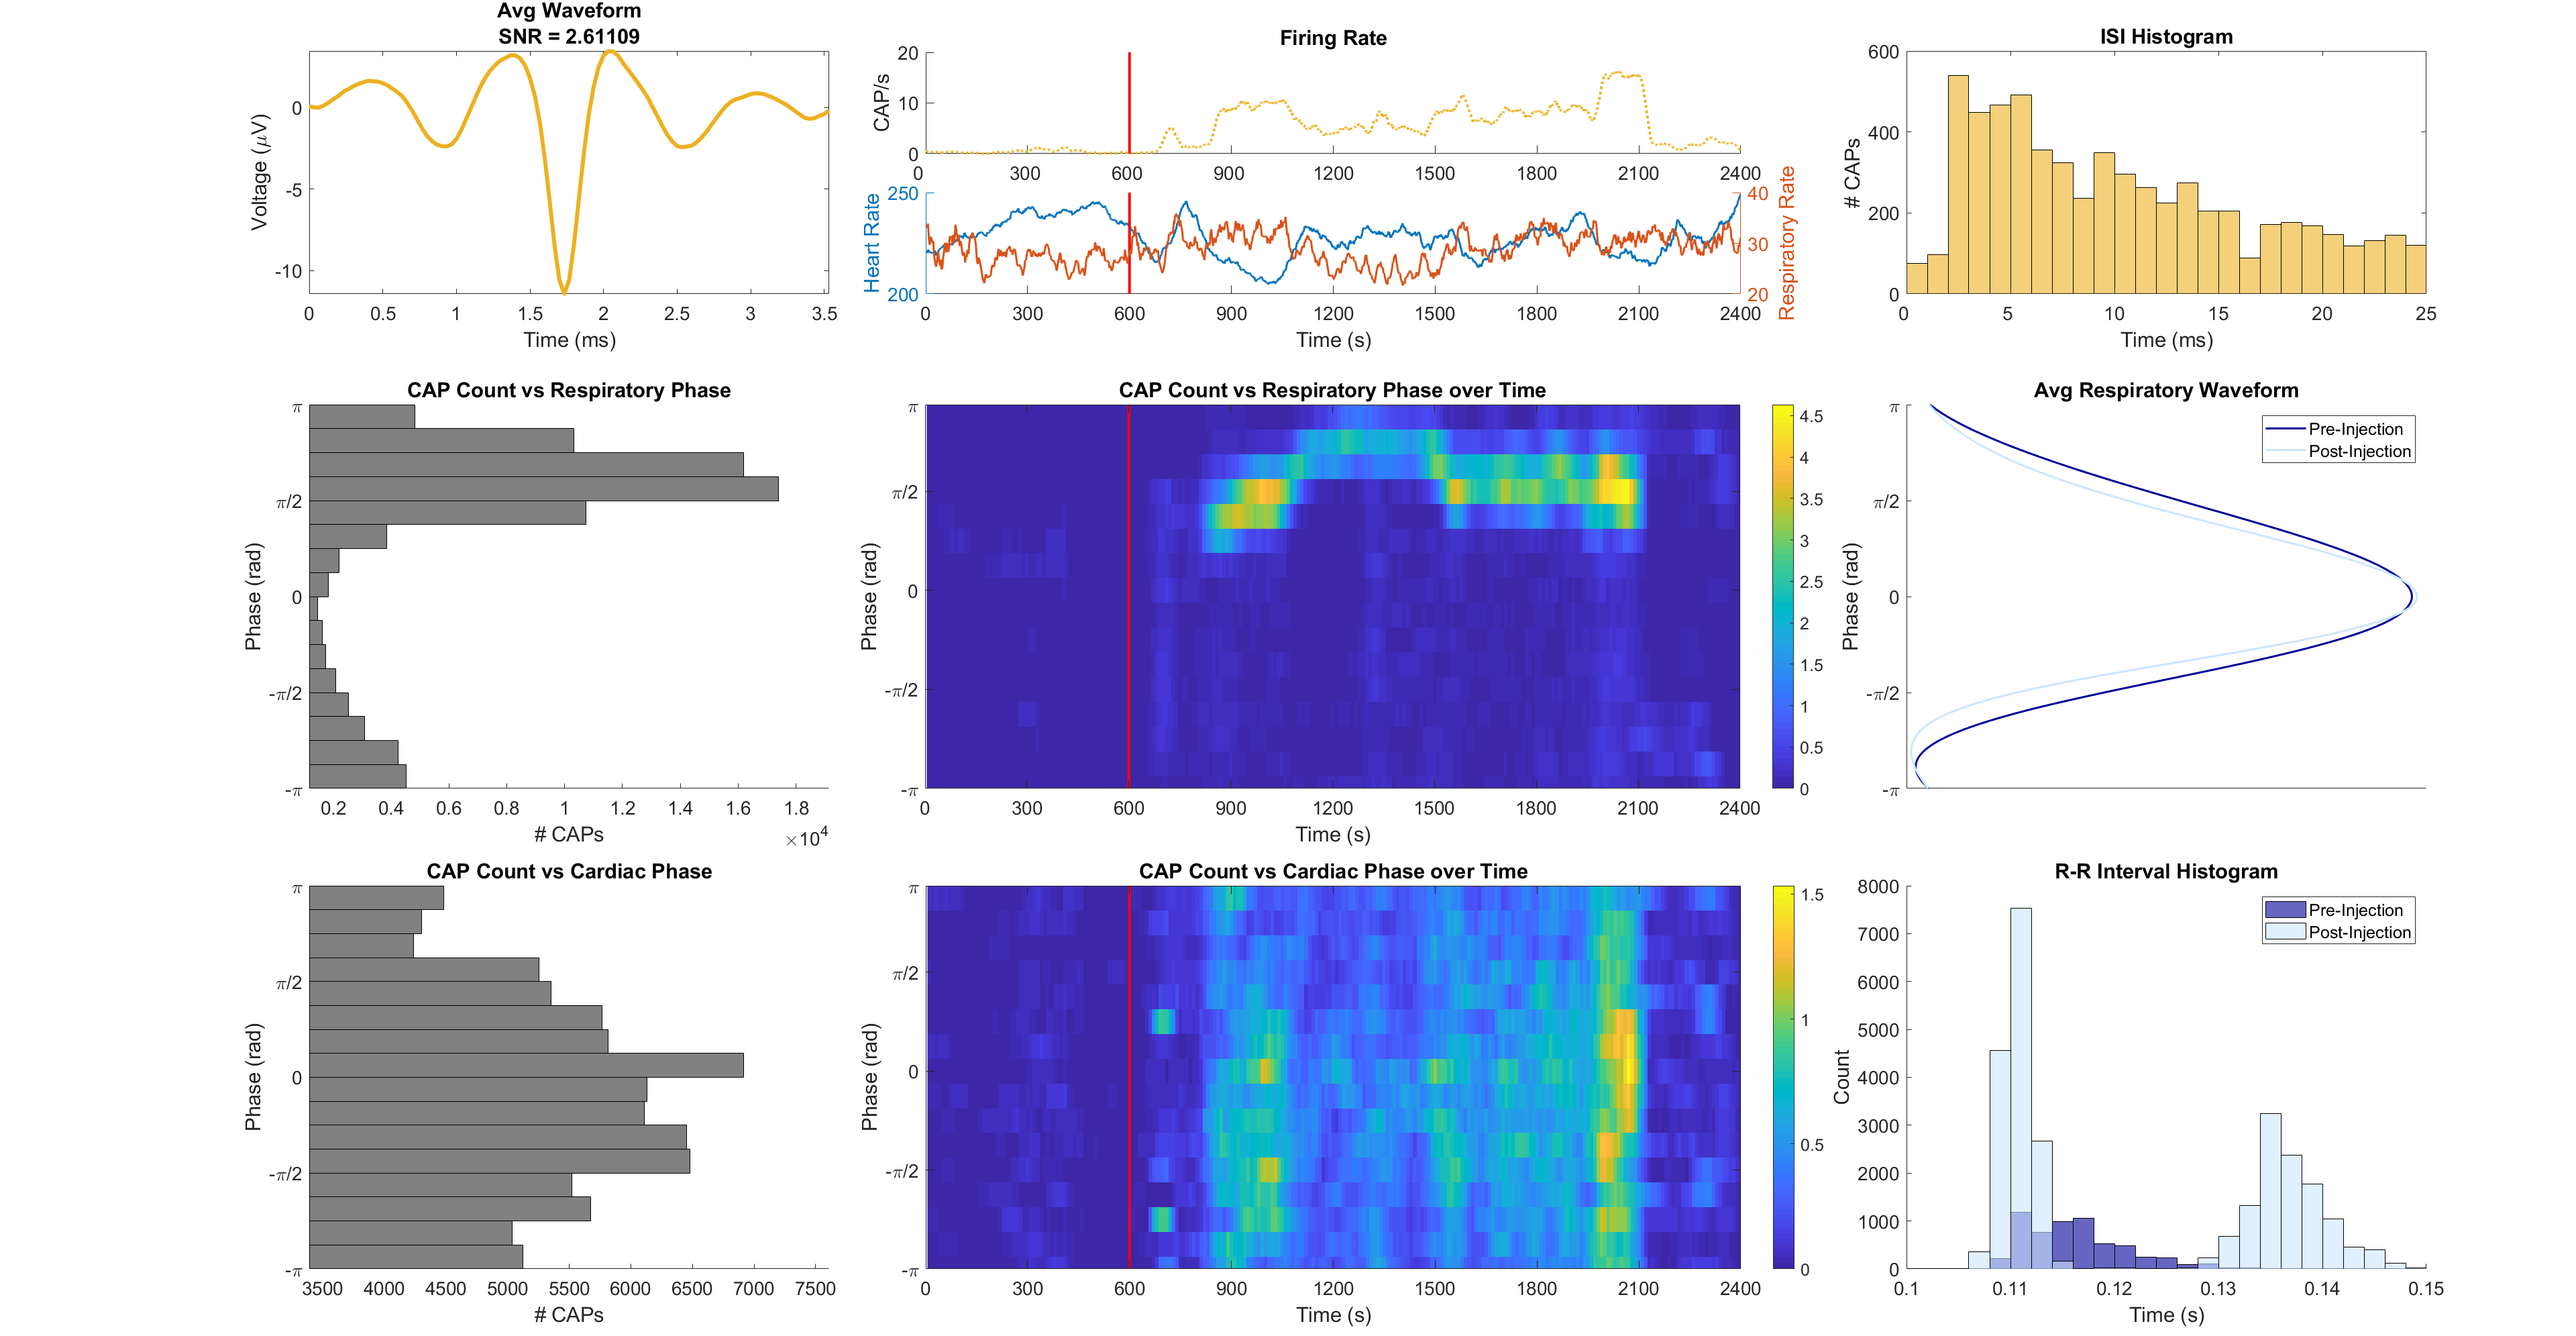 Avg Waveform
SNR = 2.61109
0
-5
-10
Voltage (μV)
0 0.5 1 1.5 2 2.5 3 3.5
Time (ms)
Firing Rate
20
10
0
CAP/s
0 300 600 900 1200 1500 1800 2100 2400
250
200
Heart Rate
40
30
20
Respiratory Rate
0 300 600 900 1200 1500 1800 2100 2400
Time (s)
ISI Histogram
600
400
200
0
# CAPs
0 5 10 15 20 25
Time (ms)
CAP Count vs Respiratory Phase
π
π/2
0
-π/2
-π
Phase (rad)
0.2 0.4 0.6 0.8 1 1.2 1.4 1.6 1.8
×10⁴
# CAPs
CAP Count vs Respiratory Phase over Time
π
π/2
0
-π/2
-π
Phase (rad)
0 300 600 900 1200 1500 1800 2100 2400
Time (s)
4.5
4
3.5
3
2.5
2
1.5
1
0.5
0
Avg Respiratory Waveform
Pre-Injection
Post-Injection
π
π/2
0
-π/2
-π
Phase (rad)
CAP Count vs Cardiac Phase
π
π/2
0
-π/2
-π
Phase (rad)
3500 4000 4500 5000 5500 6000 6500 7000 7500
# CAPs
CAP Count vs Cardiac Phase over Time
π
π/2
0
-π/2
-π
Phase (rad)
0 300 600 900 1200 1500 1800 2100 2400
Time (s)
1.5
1
0.5
0
R-R Interval Histogram
Pre-Injection
Post-Injection
8000
7000
6000
5000
4000
3000
2000
1000
0
Count
0.1 0.11 0.12 0.13 0.14 0.15
Time (s)